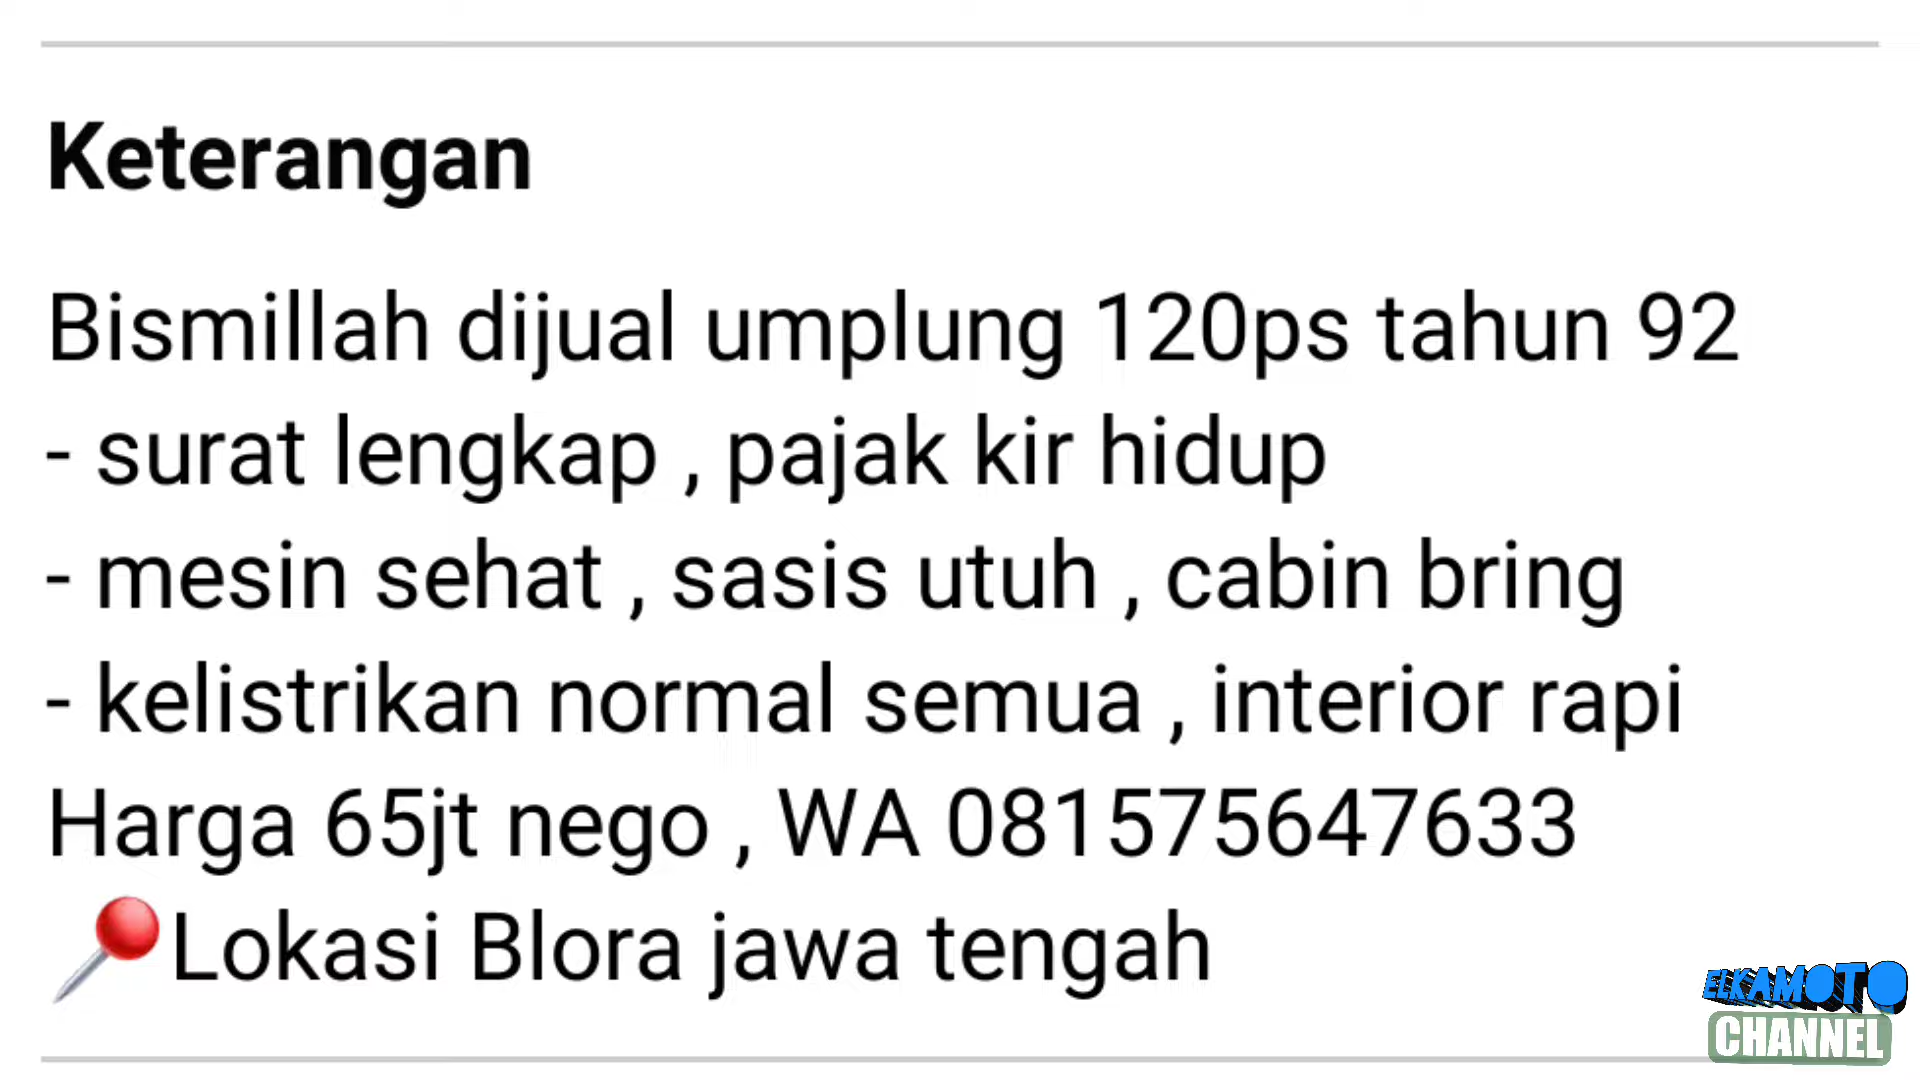 Keterangan
Bismillah dijual umplung 120ps tahun 92
- surat lengkap , pajak kir hidup
- mesin sehat , sasis utuh , cabin bring
- kelistrikan normal semua , interior rapi
Harga 65jt nego , WA 081575647633
📍Lokasi Blora jawa tengah
ELKAMOTO
CHANNEL